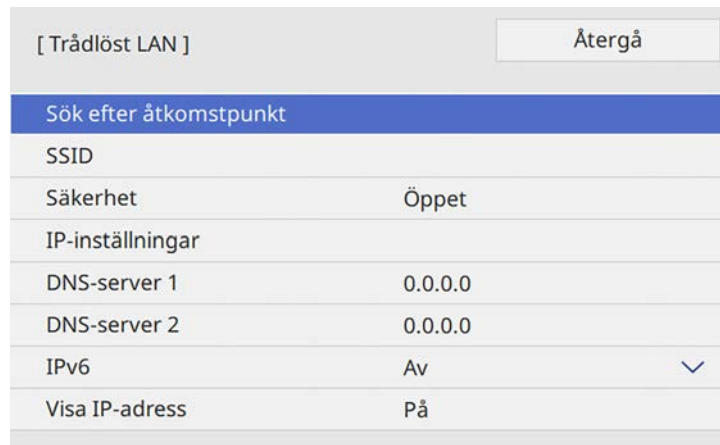 [ Trådlöst LAN ] Återgå
Sök efter åtkomstpunkt
SSID
Säkerhet Öppet
IP-inställningar
DNS-server 1 0.0.0.0
DNS-server 2 0.0.0.0
IPv6 Av
Visa IP-adress På